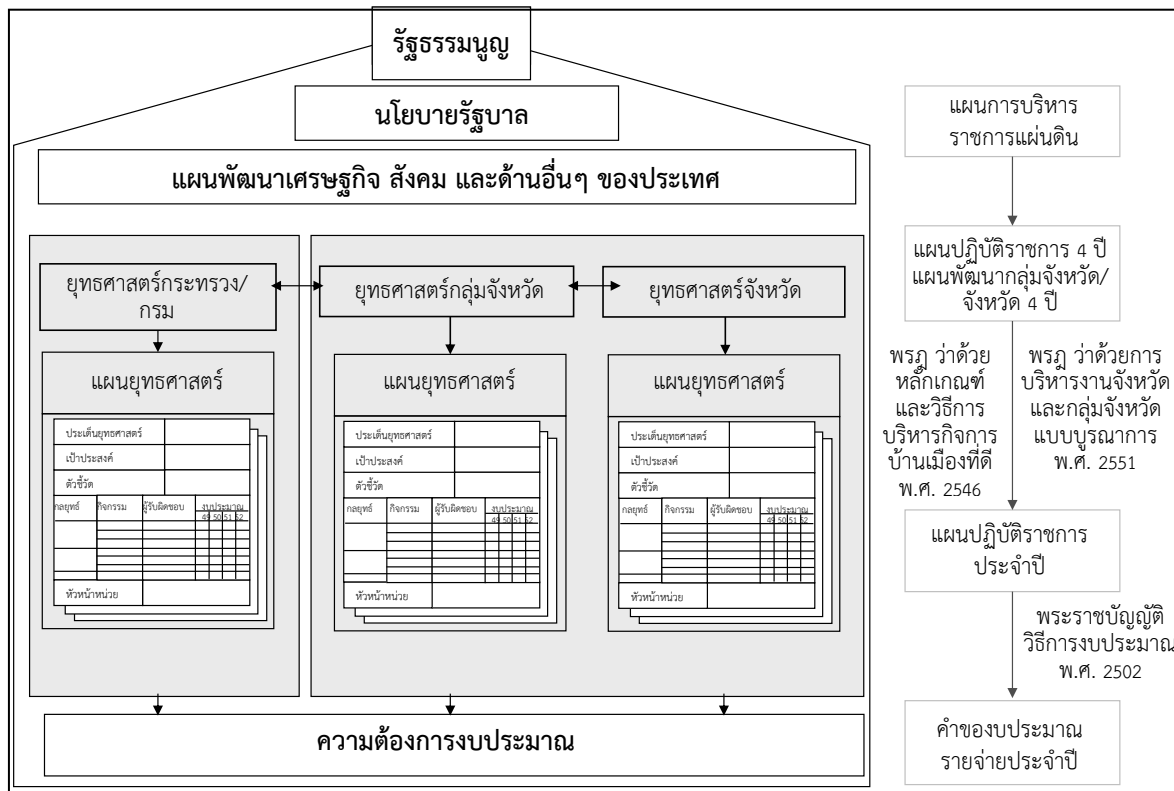 รัฐธรรมนูญ
นโยบายรัฐบาล
แผนพัฒนาเศรษฐกิจ สังคม และด้านอื่นๆ ของประเทศ
ยุทธศาสตร์กระทรวง/
กรม
แผนยุทธศาสตร์
ประเด็นยุทธศาสตร์
เป้าประสงค์
ตัวชี้วัด
กลยุทธ์ กิจกรรม ผู้รับผิดชอบ งบประมาณ
49 50 51 52
หัวหน้าหน่วย
ยุทธศาสตร์กลุ่มจังหวัด
แผนยุทธศาสตร์
ประเด็นยุทธศาสตร์
เป้าประสงค์
ตัวชี้วัด
กลยุทธ์ กิจกรรม ผู้รับผิดชอบ งบประมาณ
49 50 51 52
หัวหน้าหน่วย
ยุทธศาสตร์จังหวัด
แผนยุทธศาสตร์
ประเด็นยุทธศาสตร์
เป้าประสงค์
ตัวชี้วัด
กลยุทธ์ กิจกรรม ผู้รับผิดชอบ งบประมาณ
49 50 51 52
หัวหน้าหน่วย
ความต้องการงบประมาณ
แผนการบริหาร
ราชการแผ่นดิน
แผนปฏิบัติราชการ 4 ปี
แผนพัฒนากลุ่มจังหวัด/
จังหวัด 4 ปี
พรฎ ว่าด้วย
หลักเกณฑ์
และวิธีการ
บริหารกิจการ
บ้านเมืองที่ดี
พ.ศ. 2546
พรฎ ว่าด้วยการ
บริหารงานจังหวัด
และกลุ่มจังหวัด
แบบบูรณาการ
พ.ศ. 2551
แผนปฏิบัติราชการ
ประจำปี
พระราชบัญญัติ
วิธีการงบประมาณ
พ.ศ. 2502
คำของบประมาณ
รายจ่ายประจำปี